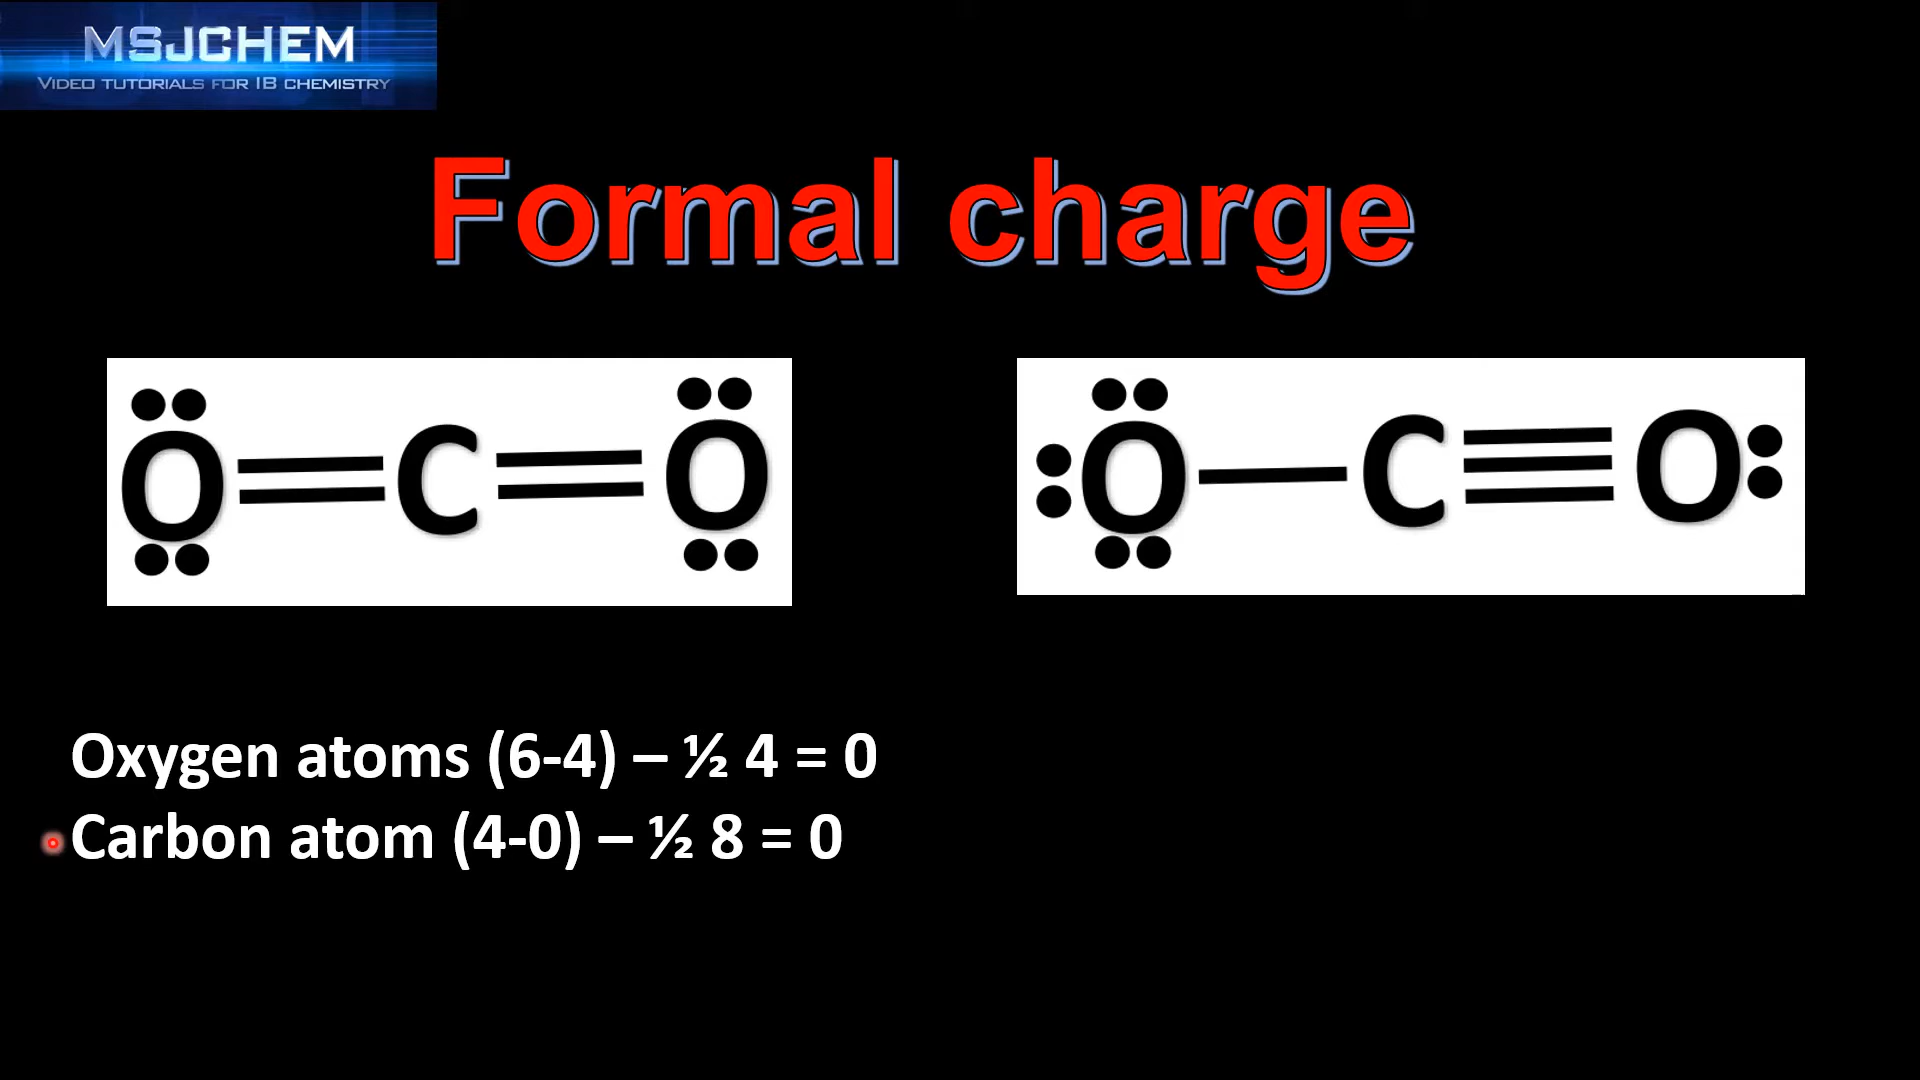 MSJCHEM
VIDEO TUTORIALS FOR IB CHEMISTRY
Formal charge
O C O
O C O
Oxygen atoms (6-4) – ½ 4 = 0
Carbon atom (4-0) – ½ 8 = 0